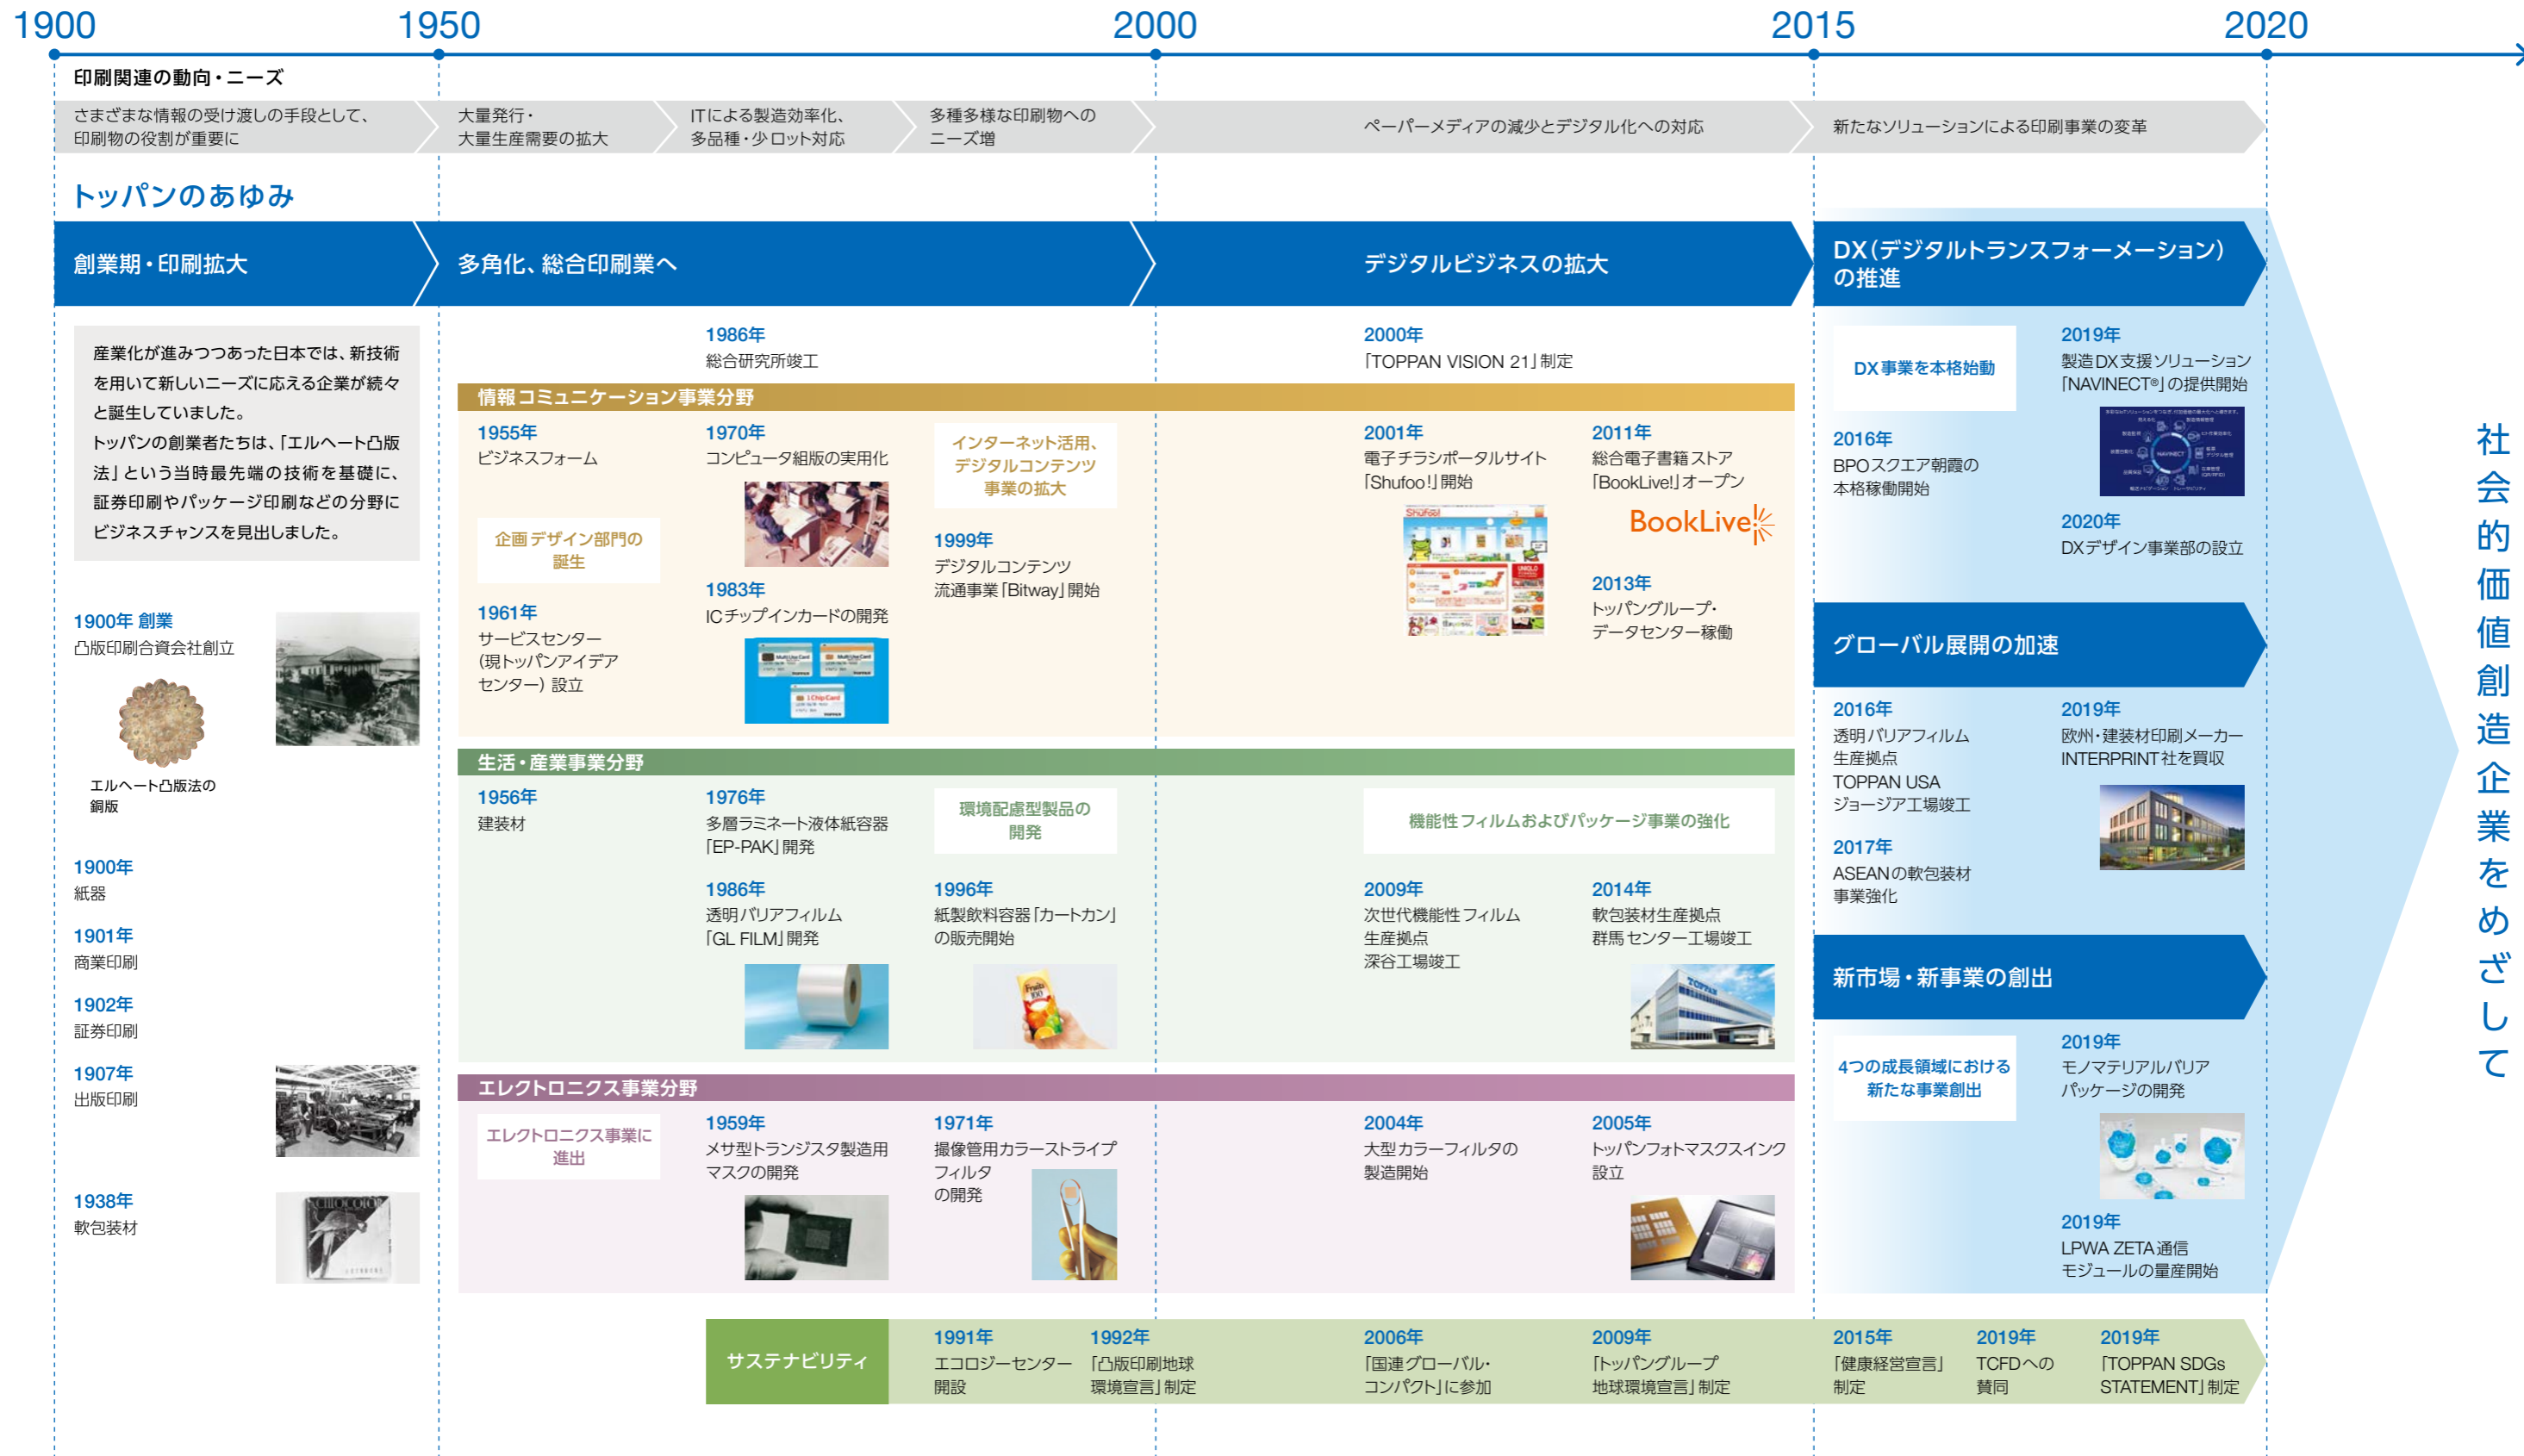 1900
1950
2000
2015
2020
印刷関連の動向・ニーズ
さまざまな情報の受け渡しの手段として、
印刷物の役割が重要に
大量発行・
大量生産需要の拡大
ITによる製造効率化、
多品種・少ロット対応
多種多様な印刷物への
ニーズ増
ペーパーメディアの減少とデジタル化への対応
新たなソリューションによる印刷事業の変革
トッパンのあゆみ
創業期・印刷拡大
多角化、総合印刷業へ
デジタルビジネスの拡大
DX（デジタルトランスフォーメーション）
の推進
産業化が進みつつあった日本では、新技術
を用いて新しいニーズに応える企業が続々
と誕生していました。
トッパンの創業者たちは、「エルヘート凸版
法」という当時最先端の技術を基礎に、
証券印刷やパッケージ印刷などの分野に
ビジネスチャンスを見出しました。
1900年 創業
凸版印刷合資会社創立
エルヘート凸版法の
銅版
1900年
紙器
1901年
商業印刷
1902年
証券印刷
1907年
出版印刷
1938年
軟包装材
1986年
総合研究所竣工
2000年
「TOPPAN VISION 21」制定
情報コミュニケーション事業分野
1955年
ビジネスフォーム
企画デザイン部門の
誕生
1961年
サービスセンター
（現トッパンアイデア
センター）設立
1970年
コンピュータ組版の実用化
1983年
ICチップインカードの開発
インターネット活用、
デジタルコンテンツ
事業の拡大
1999年
デジタルコンテンツ
流通事業「Bitway」開始
2001年
電子チラシポータルサイト
「Shufoo!」開始
Shufoo!
UNIQLO
2011年
総合電子書籍ストア
「BookLive!」オープン
BookLive!
2013年
トッパングループ・
データセンター稼働
生活・産業事業分野
1956年
建装材
1976年
多層ラミネート液体紙容器
「EP-PAK」開発
1986年
透明バリアフィルム
「GL FILM」開発
環境配慮型製品の
開発
1996年
紙製飲料容器「カートカン」
の販売開始
Fruits
100
機能性フィルムおよびパッケージ事業の強化
2009年
次世代機能性フィルム
生産拠点
深谷工場竣工
2014年
軟包装材生産拠点
群馬センター工場竣工
TOPPAN
エレクトロニクス事業分野
エレクトロニクス事業に
進出
1959年
メサ型トランジスタ製造用
マスクの開発
1971年
撮像管用カラーストライプ
フィルタ
の開発
2004年
大型カラーフィルタの
製造開始
2005年
トッパンフォトマスクスインク
設立
DX事業を本格始動
2016年
BPOスクエア朝霞の
本格稼働開始
2019年
製造DX支援ソリューション
「NAVINECT®」の提供開始
NAVINECT
2020年
DXデザイン事業部の設立
グローバル展開の加速
2016年
透明バリアフィルム
生産拠点
TOPPAN USA
ジョージア工場竣工
2017年
ASEANの軟包装材
事業強化
2019年
欧州・建装材印刷メーカー
INTERPRINT社を買収
新市場・新事業の創出
4つの成長領域における
新たな事業創出
2019年
モノマテリアルバリア
パッケージの開発
2019年
LPWA ZETA通信
モジュールの量産開始
サステナビリティ
1991年
エコロジーセンター
開設
1992年
「凸版印刷地球
環境宣言」制定
2006年
「国連グローバル・
コンパクト」に参加
2009年
「トッパングループ
地球環境宣言」制定
2015年
「健康経営宣言」
制定
2019年
TCFDへの
賛同
2019年
「TOPPAN SDGs
STATEMENT」制定
社会的価値創造企業をめざして